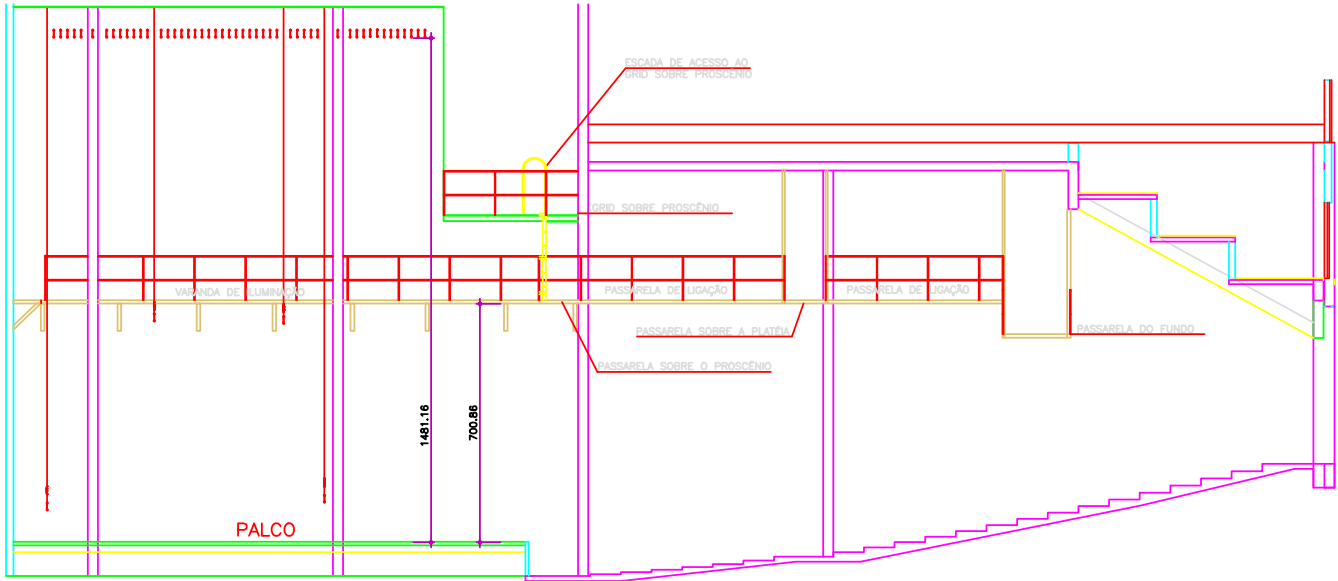 ESCADA DE ACESSO AO
GRID SOBRE PROSCÊNIO
GRID SOBRE PROSCÊNIO
VARANDA DE ILUMINAÇÃO
PASSARELA DE LIGAÇÃO
PASSARELA DE LIGAÇÃO
PASSARELA SOBRE A PLATÉIA
PASSARELA DO FUNDO
PASSARELA SOBRE O PROSCÊNIO
1481.16
700.86
PALCO